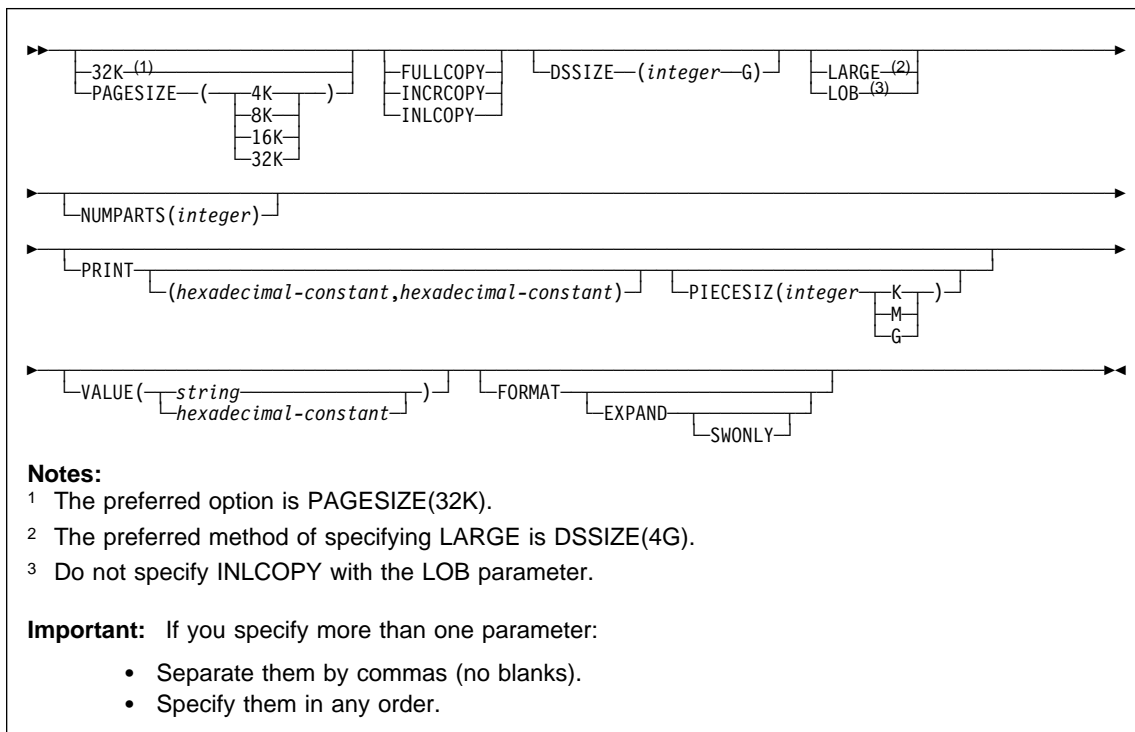 32K (1) FULLCOPY DSSIZE (integer G) LARGE (2)
PAGESIZE ( 4K ) INCRCOPY LOB (3)
8K INLCOPY
16K
32K
NUMPARTS(integer)
PRINT
(hexadecimal-constant,hexadecimal-constant) PIECESIZ(integer K )
M
G
VALUE( string ) FORMAT
hexadecimal-constant EXPAND
SWONLY
Notes:
1 The preferred option is PAGESIZE(32K).
2 The preferred method of specifying LARGE is DSSIZE(4G).
3 Do not specify INLCOPY with the LOB parameter.
Important: If you specify more than one parameter:
• Separate them by commas (no blanks).
• Specify them in any order.